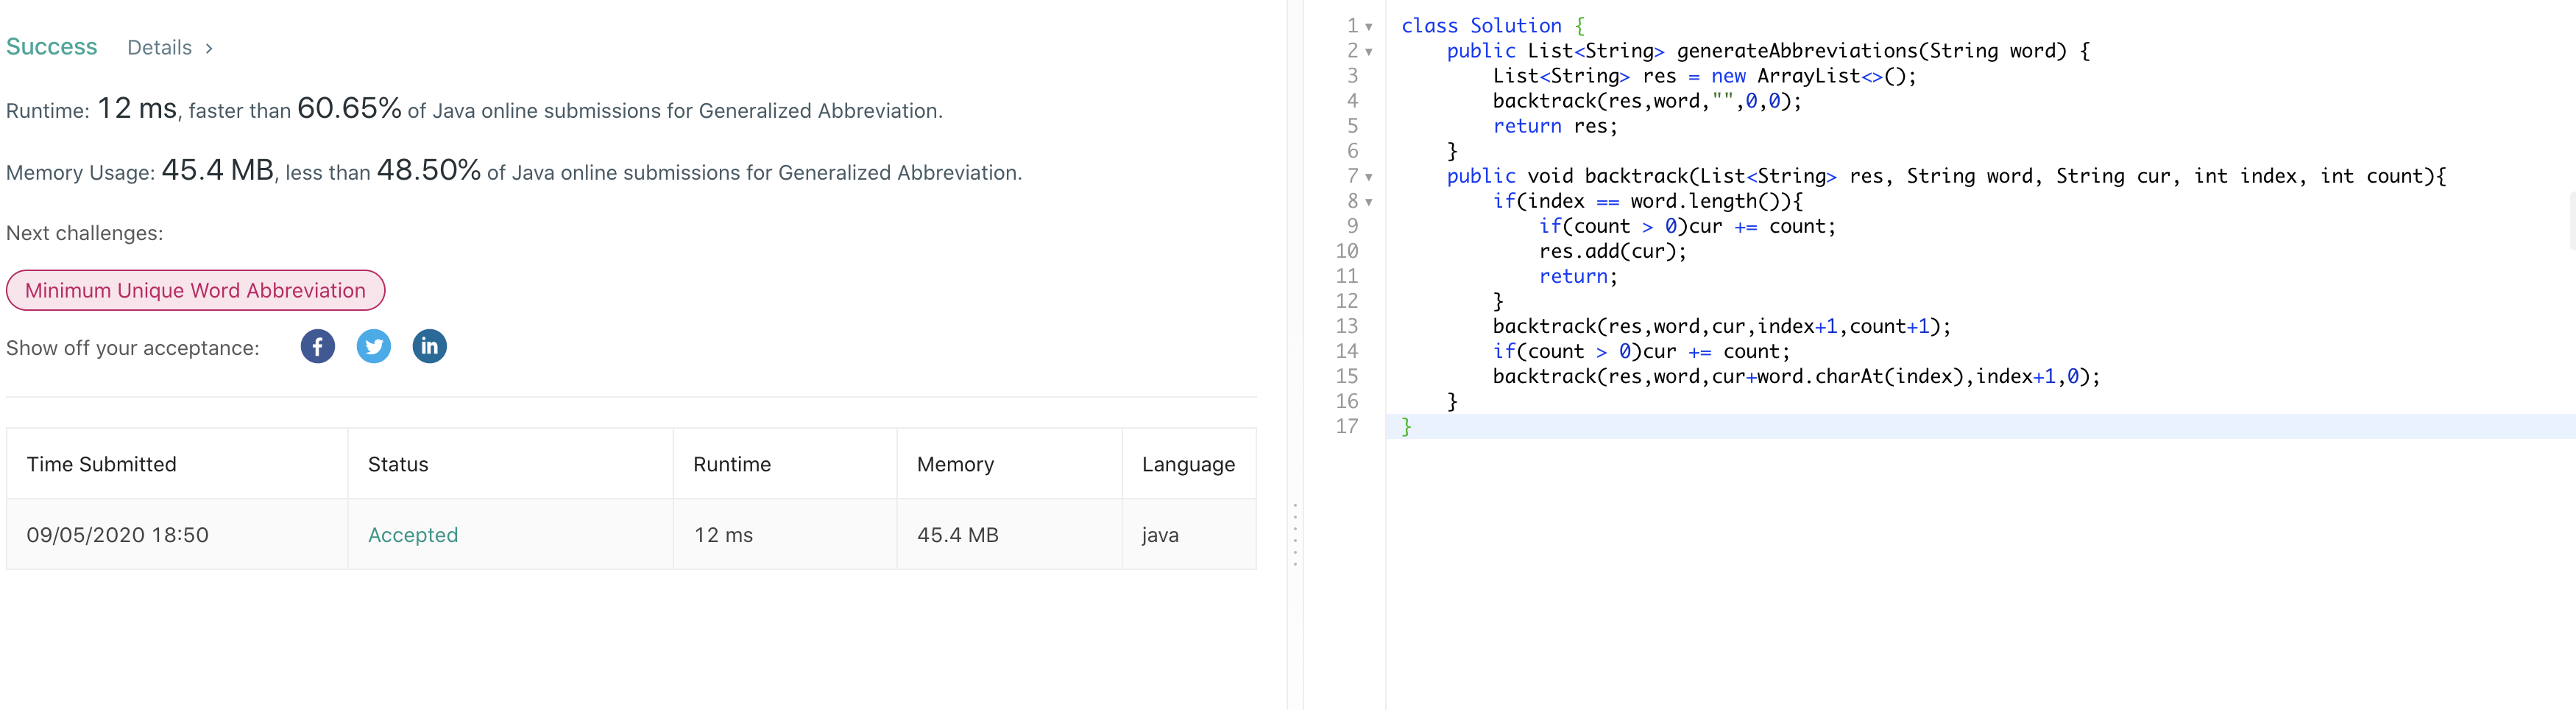 Success Details >
Runtime: 12 ms, faster than 60.65% of Java online submissions for Generalized Abbreviation.
Memory Usage: 45.4 MB, less than 48.50% of Java online submissions for Generalized Abbreviation.
Next challenges:
Minimum Unique Word Abbreviation
Show off your acceptance: f in
Time Submitted Status Runtime Memory Language
09/05/2020 18:50 Accepted 12 ms 45.4 MB java
1 class Solution {
2     public List<String> generateAbbreviations(String word) {
3         List<String> res = new ArrayList<>();
4         backtrack(res,word,"",0,0);
5         return res;
6     }
7     public void backtrack(List<String> res, String word, String cur, int index, int count){
8         if(index == word.length()){
9             if(count > 0)cur += count;
10             res.add(cur);
11             return;
12         }
13         backtrack(res,word,cur,index+1,count+1);
14         if(count > 0)cur += count;
15         backtrack(res,word,cur+word.charAt(index),index+1,0);
16     }
17 }